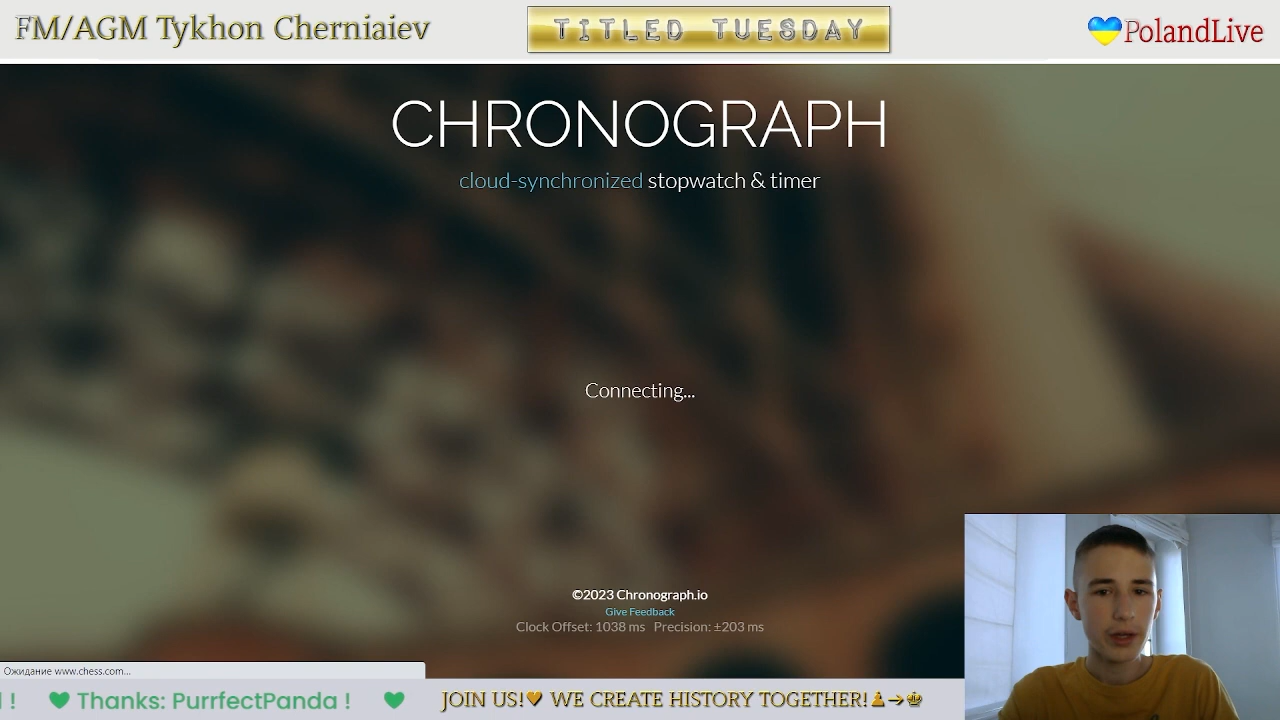 FM/AGM Tykhon Cherniaiev
TITLED TUESDAY
PolandLive
CHRONOGRAPH
cloud-synchronized stopwatch & timer
Connecting...
©2023 Chronograph.io
Give Feedback
Clock Offset: 1038 ms Precision: ±203 ms
Ожидание www.chess.com...
! Thanks: PurrfectPanda !
JOIN US!🧡 WE CREATE HISTORY TOGETHER!♟➔♚